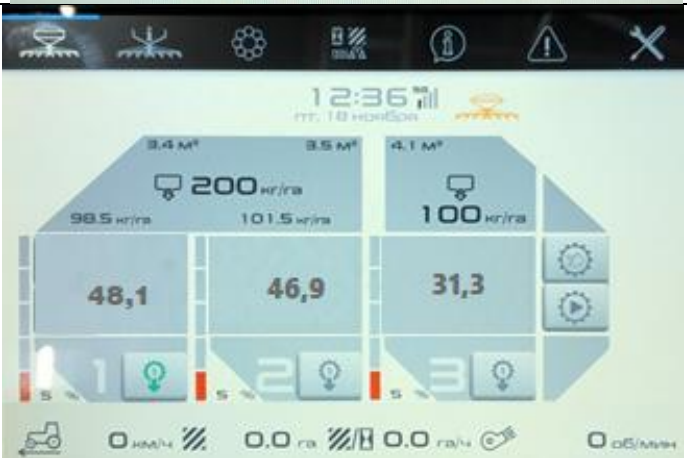 12:36
пт. 18 ноября
3.4 м³ 3.5 м³ 4.1 м³
200 кг/га
98.5 кг/га 101.5 кг/га 100 кг/га
48,1 46,9 31,3
1 2 3
5 % 5 % 5 %
0 км/ч 0.0 га 0.0 га/ч 0 об/мин